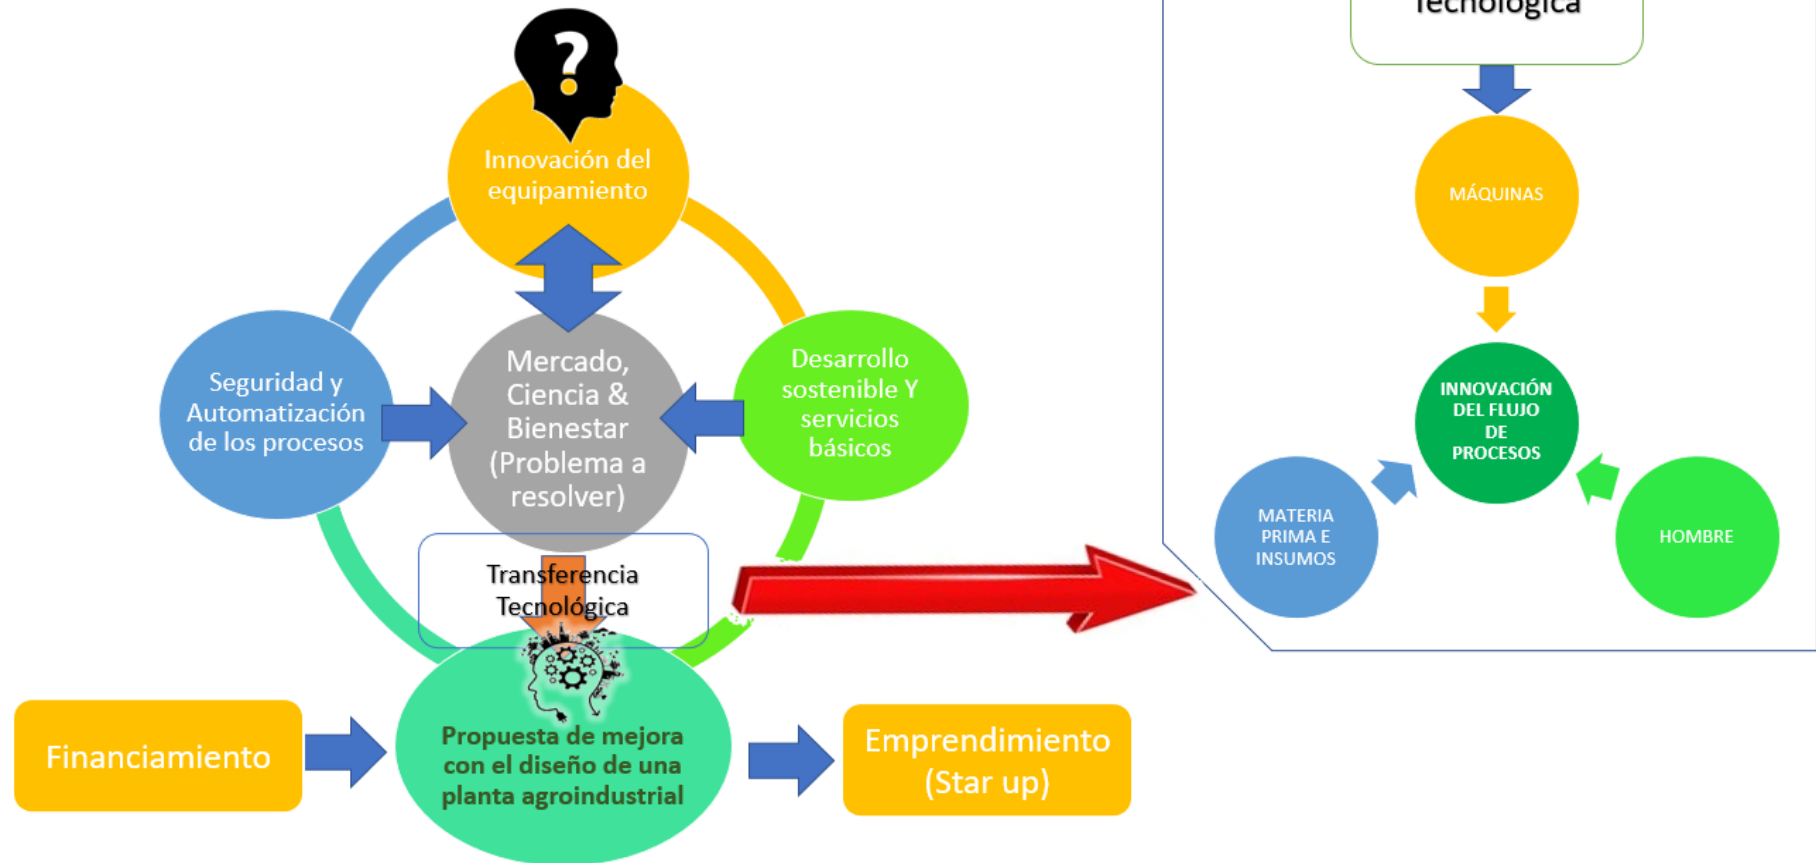 ?
Innovación del
equipamiento
Seguridad y
Automatización
de los procesos
Mercado,
Ciencia &
Bienestar
(Problema a
resolver)
Desarrollo
sostenible Y
servicios
básicos
Transferencia
Tecnológica
Financiamiento
Propuesta de mejora
con el diseño de una
planta agroindustrial
Emprendimiento
(Star up)
Tecnológica
MÁQUINAS
INNOVACIÓN
DEL FLUJO
DE
PROCESOS
MATERIA
PRIMA E
INSUMOS
HOMBRE